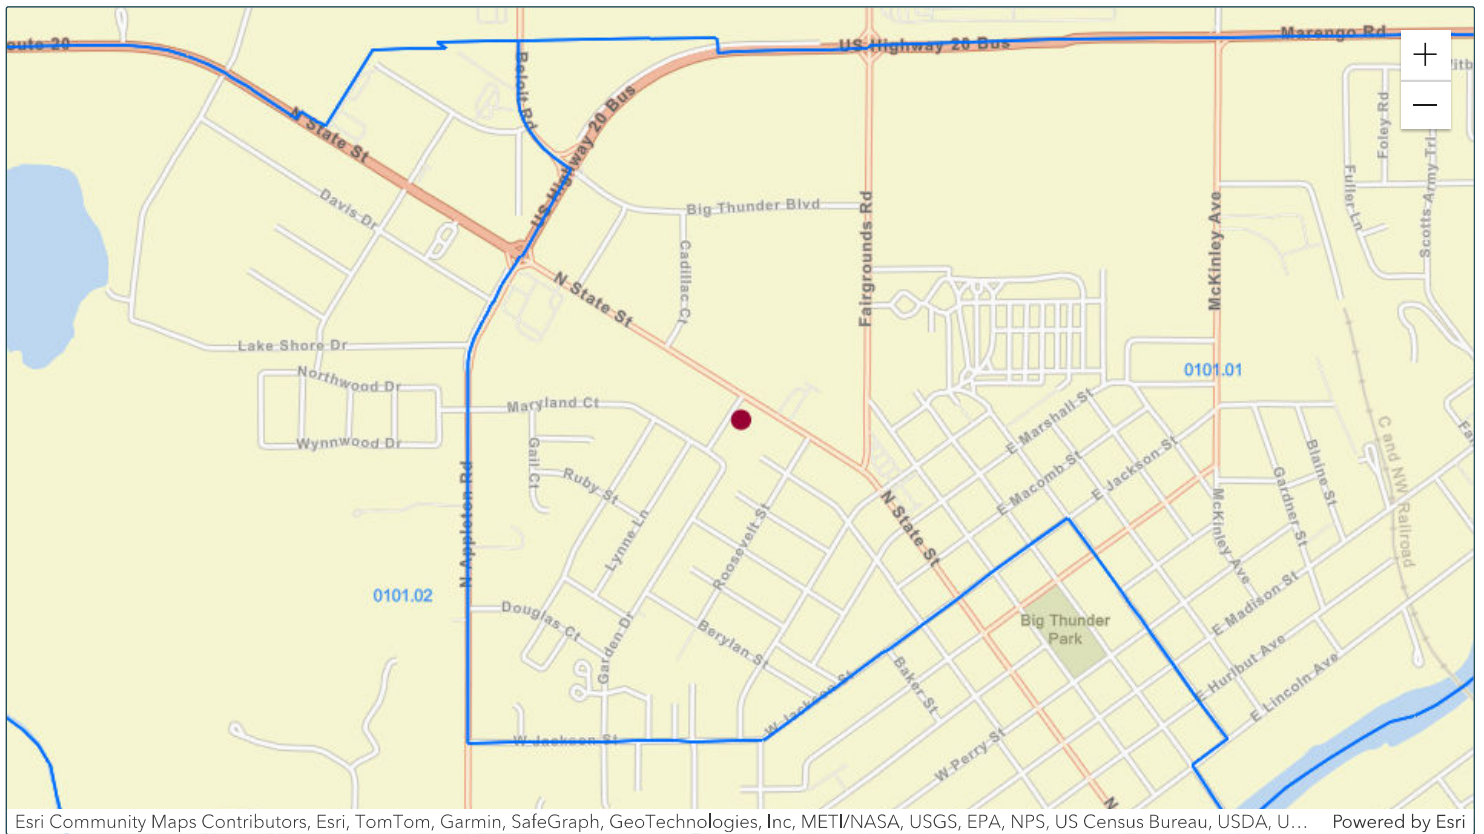 oute 20
Beloit Rd
US Highway 20 Bus
Marengo Rd
US Highway 20 Bus
N State St
Foley Rd
Scotts Army Trl
Fuller Ln
Davis Dr
Big Thunder Blvd
Fairgrounds Rd
McKinley Ave
Cadillac Ct
N State St
Lake Shore Dr
0101.01
Northwood Dr
Maryland Ct
E Marshall St
Wynnwood Dr
Gail Ct
Ruby St
E Macomb St
E Jackson St
Blaine St
Gardner St
C and NW Railroad
N Appleton Rd
Lynne Ln
Roosevelt St
N State St
McKinley Ave
0101.02
Douglas Ct
Garden Dr
Berylan St
Big Thunder
Park
E Madison St
E Hurlbut Ave
E Lincoln Ave
Baker St
W Jackson St
W Jackson St
W Perry St
N
Esri Community Maps Contributors, Esri, TomTom, Garmin, SafeGraph, GeoTechnologies, Inc, METI/NASA, USGS, EPA, NPS, US Census Bureau, USDA, U... Powered by Esri